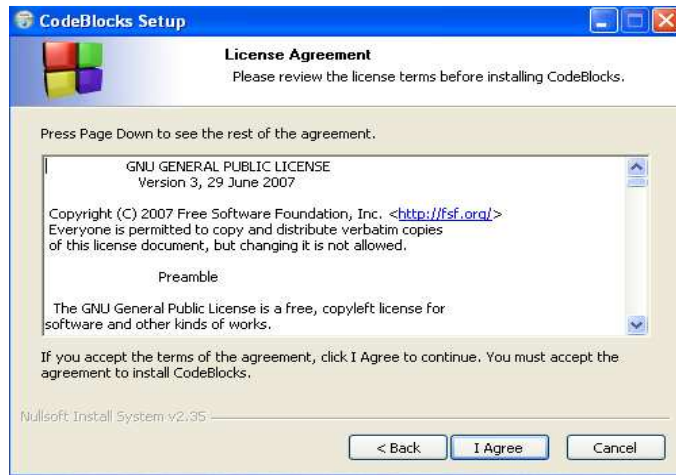 CodeBlocks Setup
License Agreement
Please review the license terms before installing CodeBlocks.
Press Page Down to see the rest of the agreement.
GNU GENERAL PUBLIC LICENSE
Version 3, 29 June 2007
Copyright (C) 2007 Free Software Foundation, Inc. <http://fsf.org/>
Everyone is permitted to copy and distribute verbatim copies
of this license document, but changing it is not allowed.
Preamble
The GNU General Public License is a free, copyleft license for
software and other kinds of works.
If you accept the terms of the agreement, click I Agree to continue. You must accept the
agreement to install CodeBlocks.
Nullsoft Install System v2.35
< Back I Agree Cancel